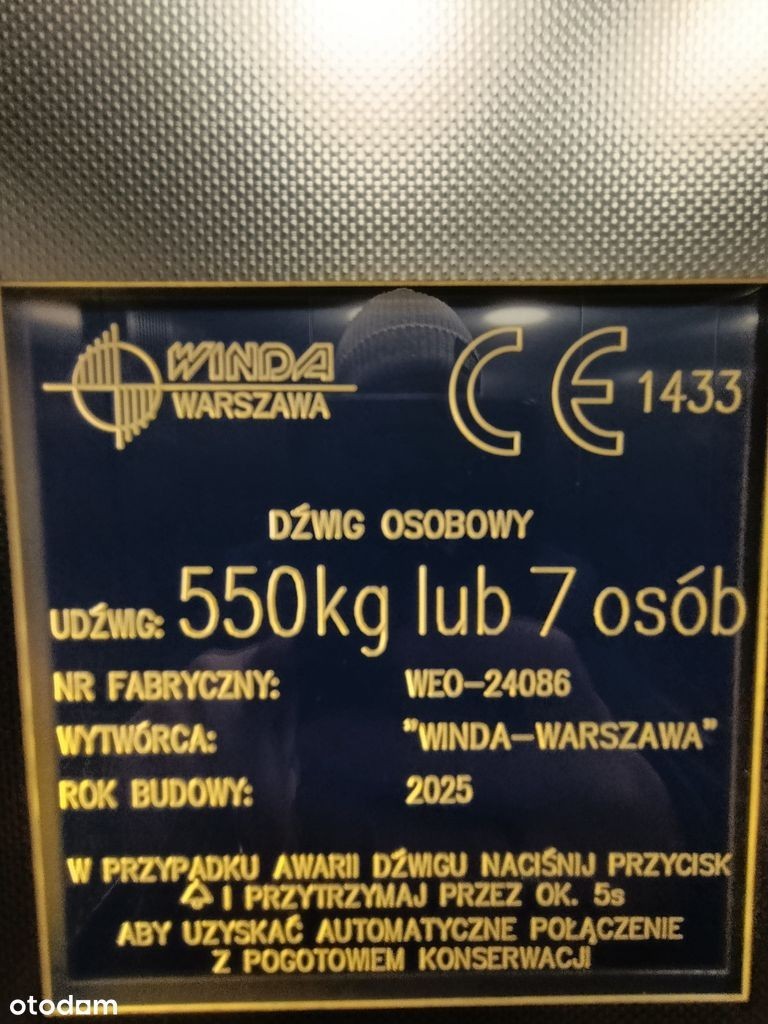 WINDA
WARSZAWA
CE 1433
DŹWIG OSOBOWY
UDŹWIG: 550kg lub 7 osób
NR FABRYCZNY: WEO-24086
WYTWÓRCA: "WINDA-WARSZAWA"
ROK BUDOWY: 2025
W PRZYPADKU AWARII DŹWIGU NACIŚNIJ PRZYCISK
I PRZYTRZYMAJ PRZEZ OK. 5s
ABY UZYSKAĆ AUTOMATYCZNE POŁĄCZENIE
Z POGOTOWIEM KONSERWACJI
otodom